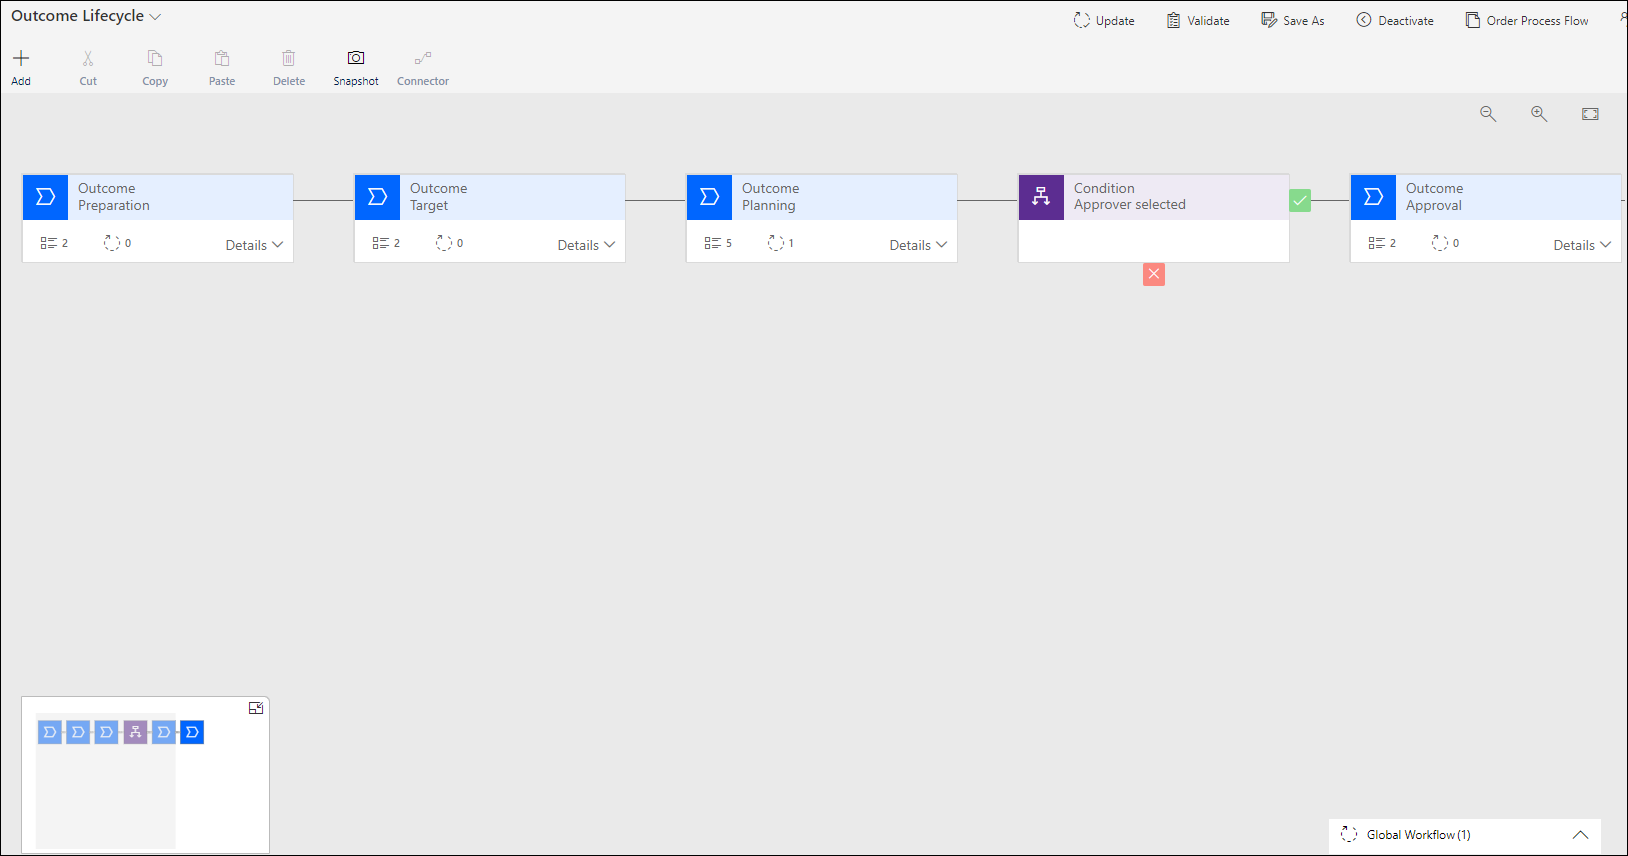 Outcome Lifecycle
Update
Validate
Save As
Deactivate
Order Process Flow
Add
Cut
Copy
Paste
Delete
Snapshot
Connector
Outcome
Preparation
2
0
Details
Outcome
Target
2
0
Details
Outcome
Planning
5
1
Details
Condition
Approver selected
Outcome
Approval
2
0
Details
Global Workflow (1)